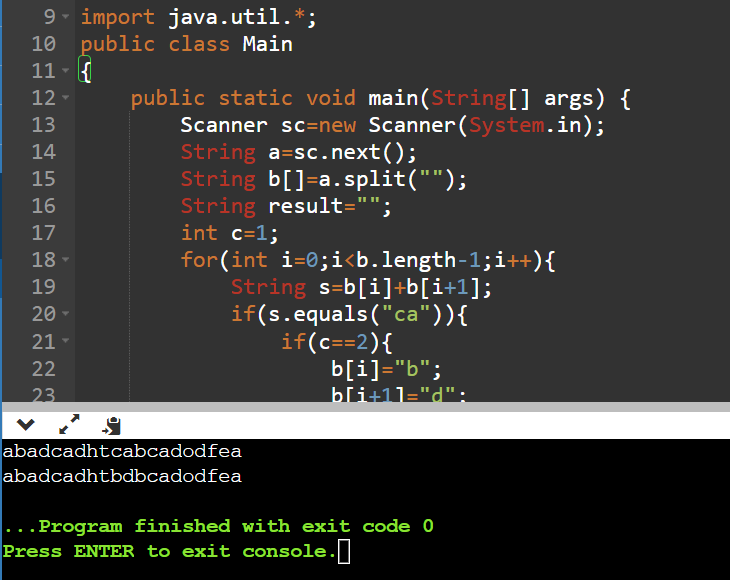 9 import java.util.*;
10 public class Main
11 {
12 public static void main(String[] args) {
13 Scanner sc=new Scanner(System.in);
14 String a=sc.next();
15 String b[]=a.split("");
16 String result="";
17 int c=1;
18 for(int i=0;i<b.length-1;i++){
19 String s=b[i]+b[i+1];
20 if(s.equals("ca")){
21 if(c==2){
22 b[i]="b";
23 b[i+1]="d";
abadcadhtcabcadodfea
abadcadhtbdbcadodfea
...Program finished with exit code 0
Press ENTER to exit console.